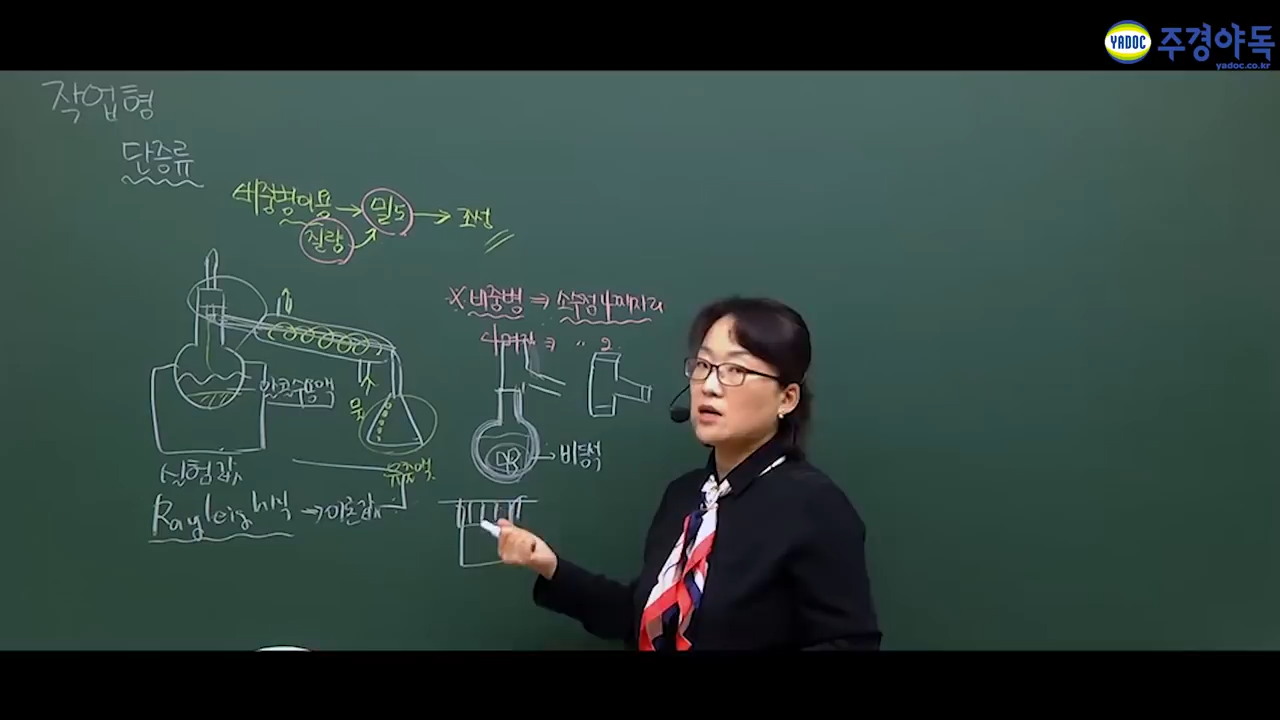 YADOC 주경야독
yadoc.co.kr
작업형
단증류
비중병이용 → 밀도 → 조성
질량
※ 비중병 ⇒ 소수점 4째자리
〃 2
알콜수용액
물
비등석
실험값
유출액
Rayleigh식 → 이론값